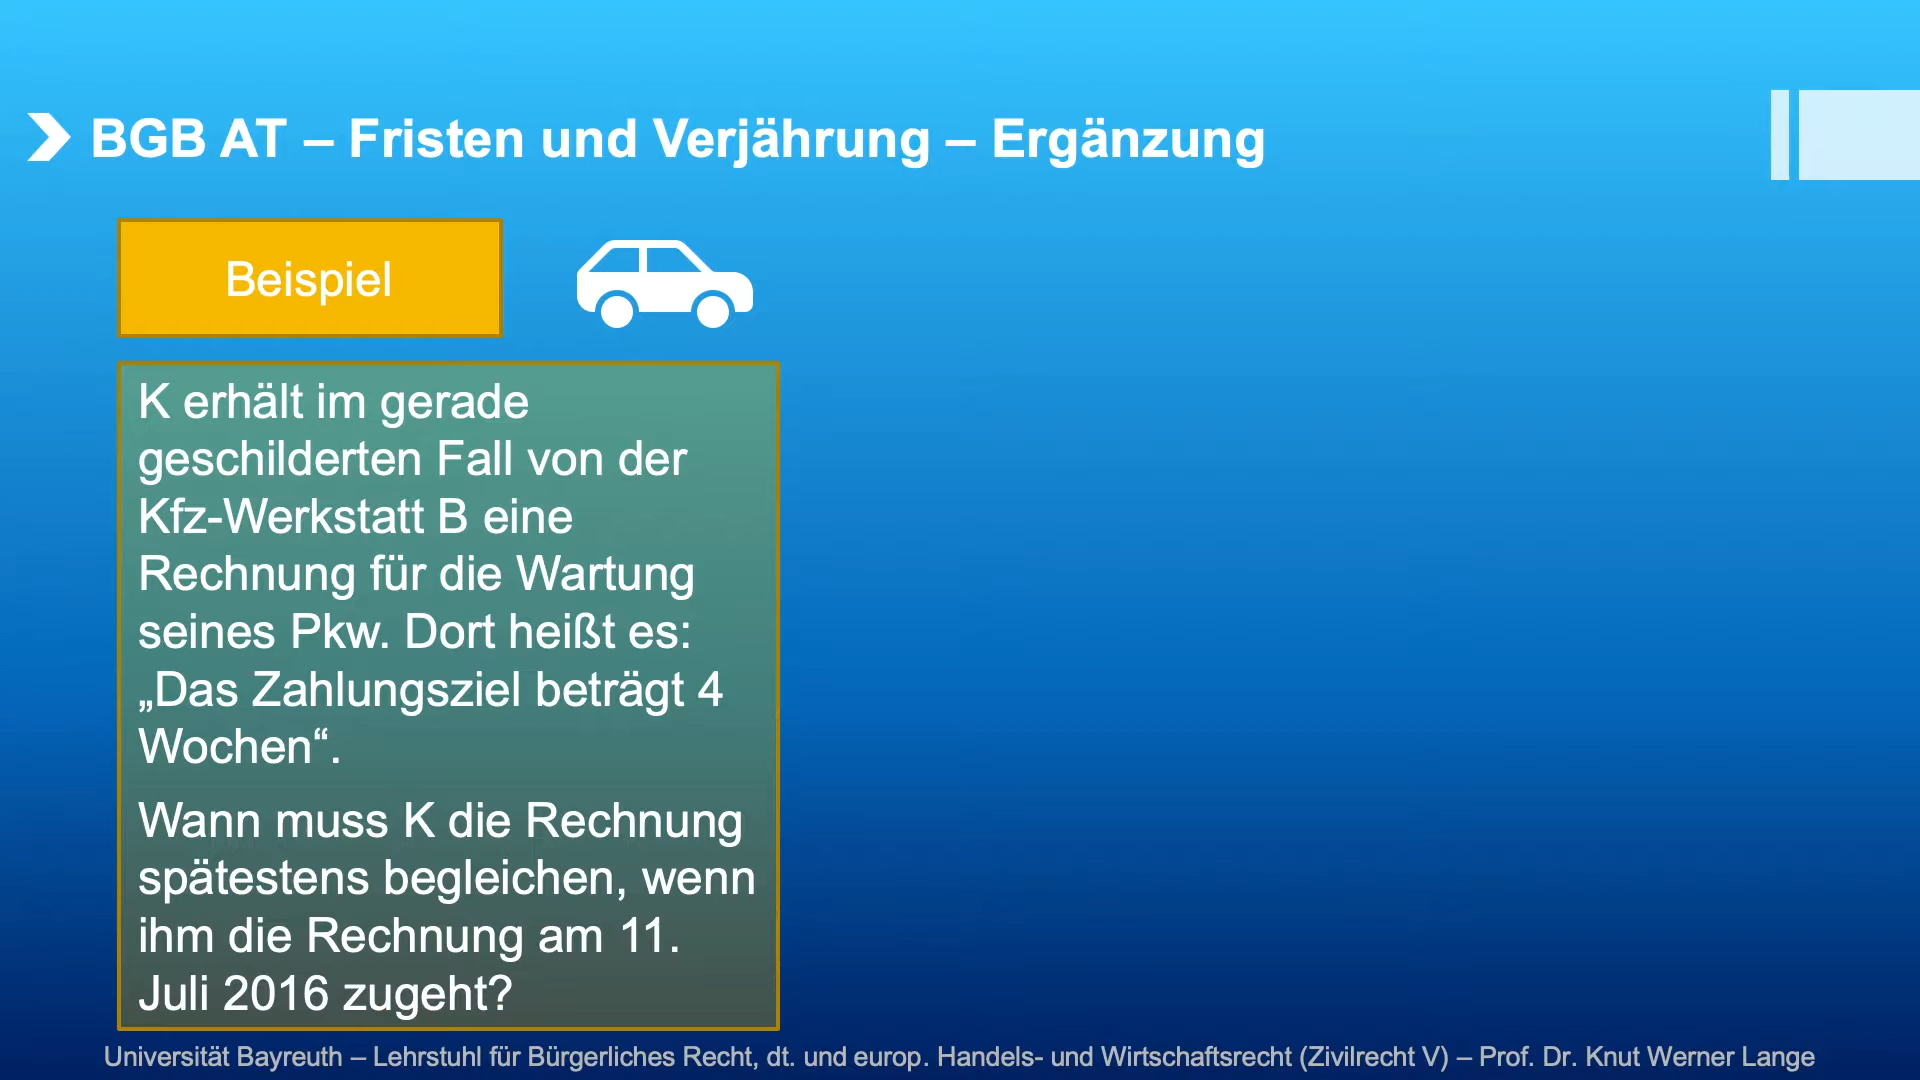 BGB AT – Fristen und Verjährung – Ergänzung
Beispiel
K erhält im gerade
geschilderten Fall von der
Kfz-Werkstatt B eine
Rechnung für die Wartung
seines Pkw. Dort heißt es:
„Das Zahlungsziel beträgt 4
Wochen“.
Wann muss K die Rechnung
spätestens begleichen, wenn
ihm die Rechnung am 11.
Juli 2016 zugeht?
Universität Bayreuth – Lehrstuhl für Bürgerliches Recht, dt. und europ. Handels- und Wirtschaftsrecht (Zivilrecht V) – Prof. Dr. Knut Werner Lange